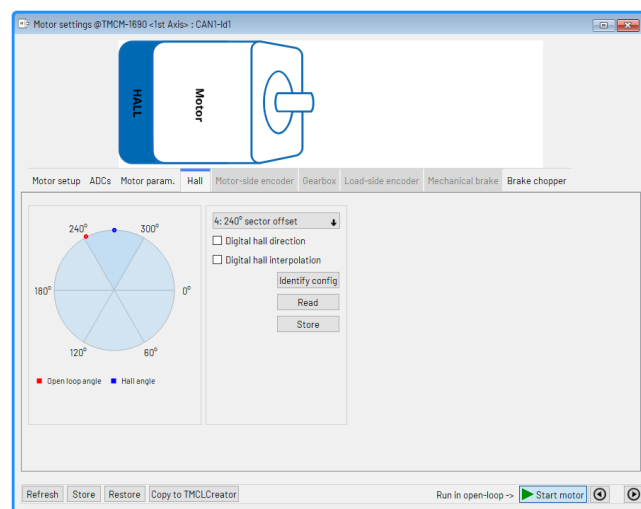 Motor settings @TMCM-1690 <1st Axis> : CAN1-Id1
HALL
Motor
Motor setup ADCs Motor param. Hall Motor-side encoder Gearbox Load-side encoder Mechanical brake Brake chopper
240° 300°
180° 0°
120° 60°
Open loop angle Hall angle
4: 240° sector offset
Digital hall direction
Digital hall interpolation
Identify config
Read
Store
Refresh Store Restore Copy to TMCLCreator Run in open-loop -> Start motor